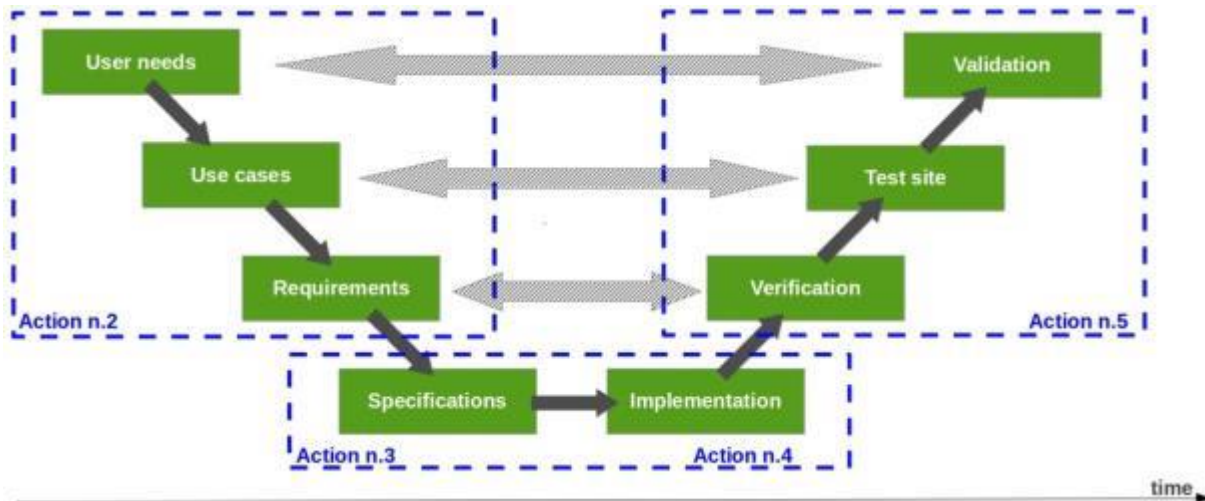 User needs
Validation
Use cases
Test site
Requirements
Verification
Action n.2
Action n.5
Specifications
Implementation
Action n.3
Action n.4
time